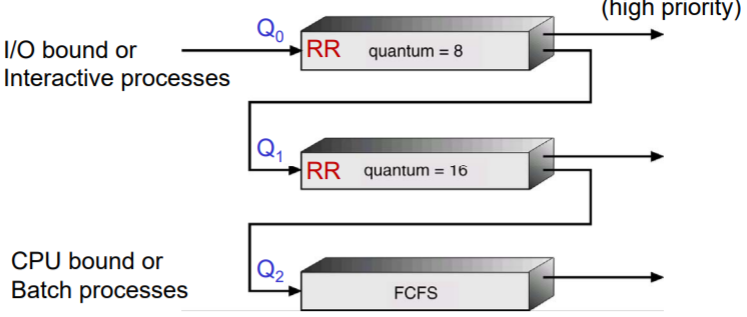 (high priority)
Q0
I/O bound or
Interactive processes
RR quantum = 8
Q1
RR quantum = 16
CPU bound or
Batch processes
Q2
FCFS